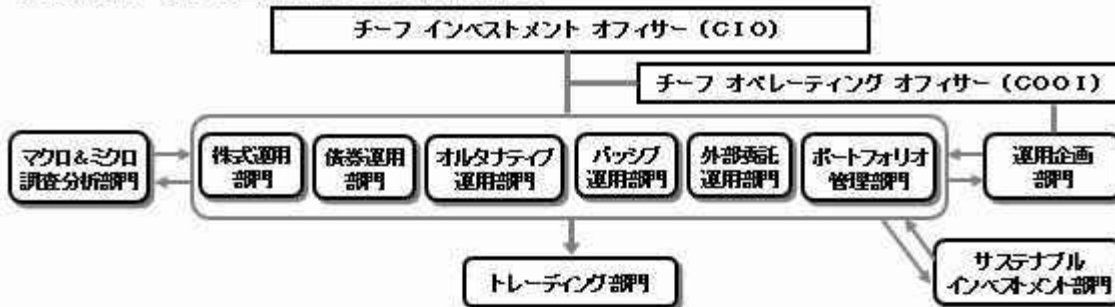 チーフ インベストメント オフィサー (CIO)
チーフ オペレーティング オフィサー (COOI)
マクロ&ミクロ
調査分析部門
株式運用
部門
債券運用
部門
オルタナティブ
運用部門
パッシブ
運用部門
外部委託
運用部門
ポートフォリオ
管理部門
運用企画
部門
トレーディング部門
サステナブル
インベストメント部門